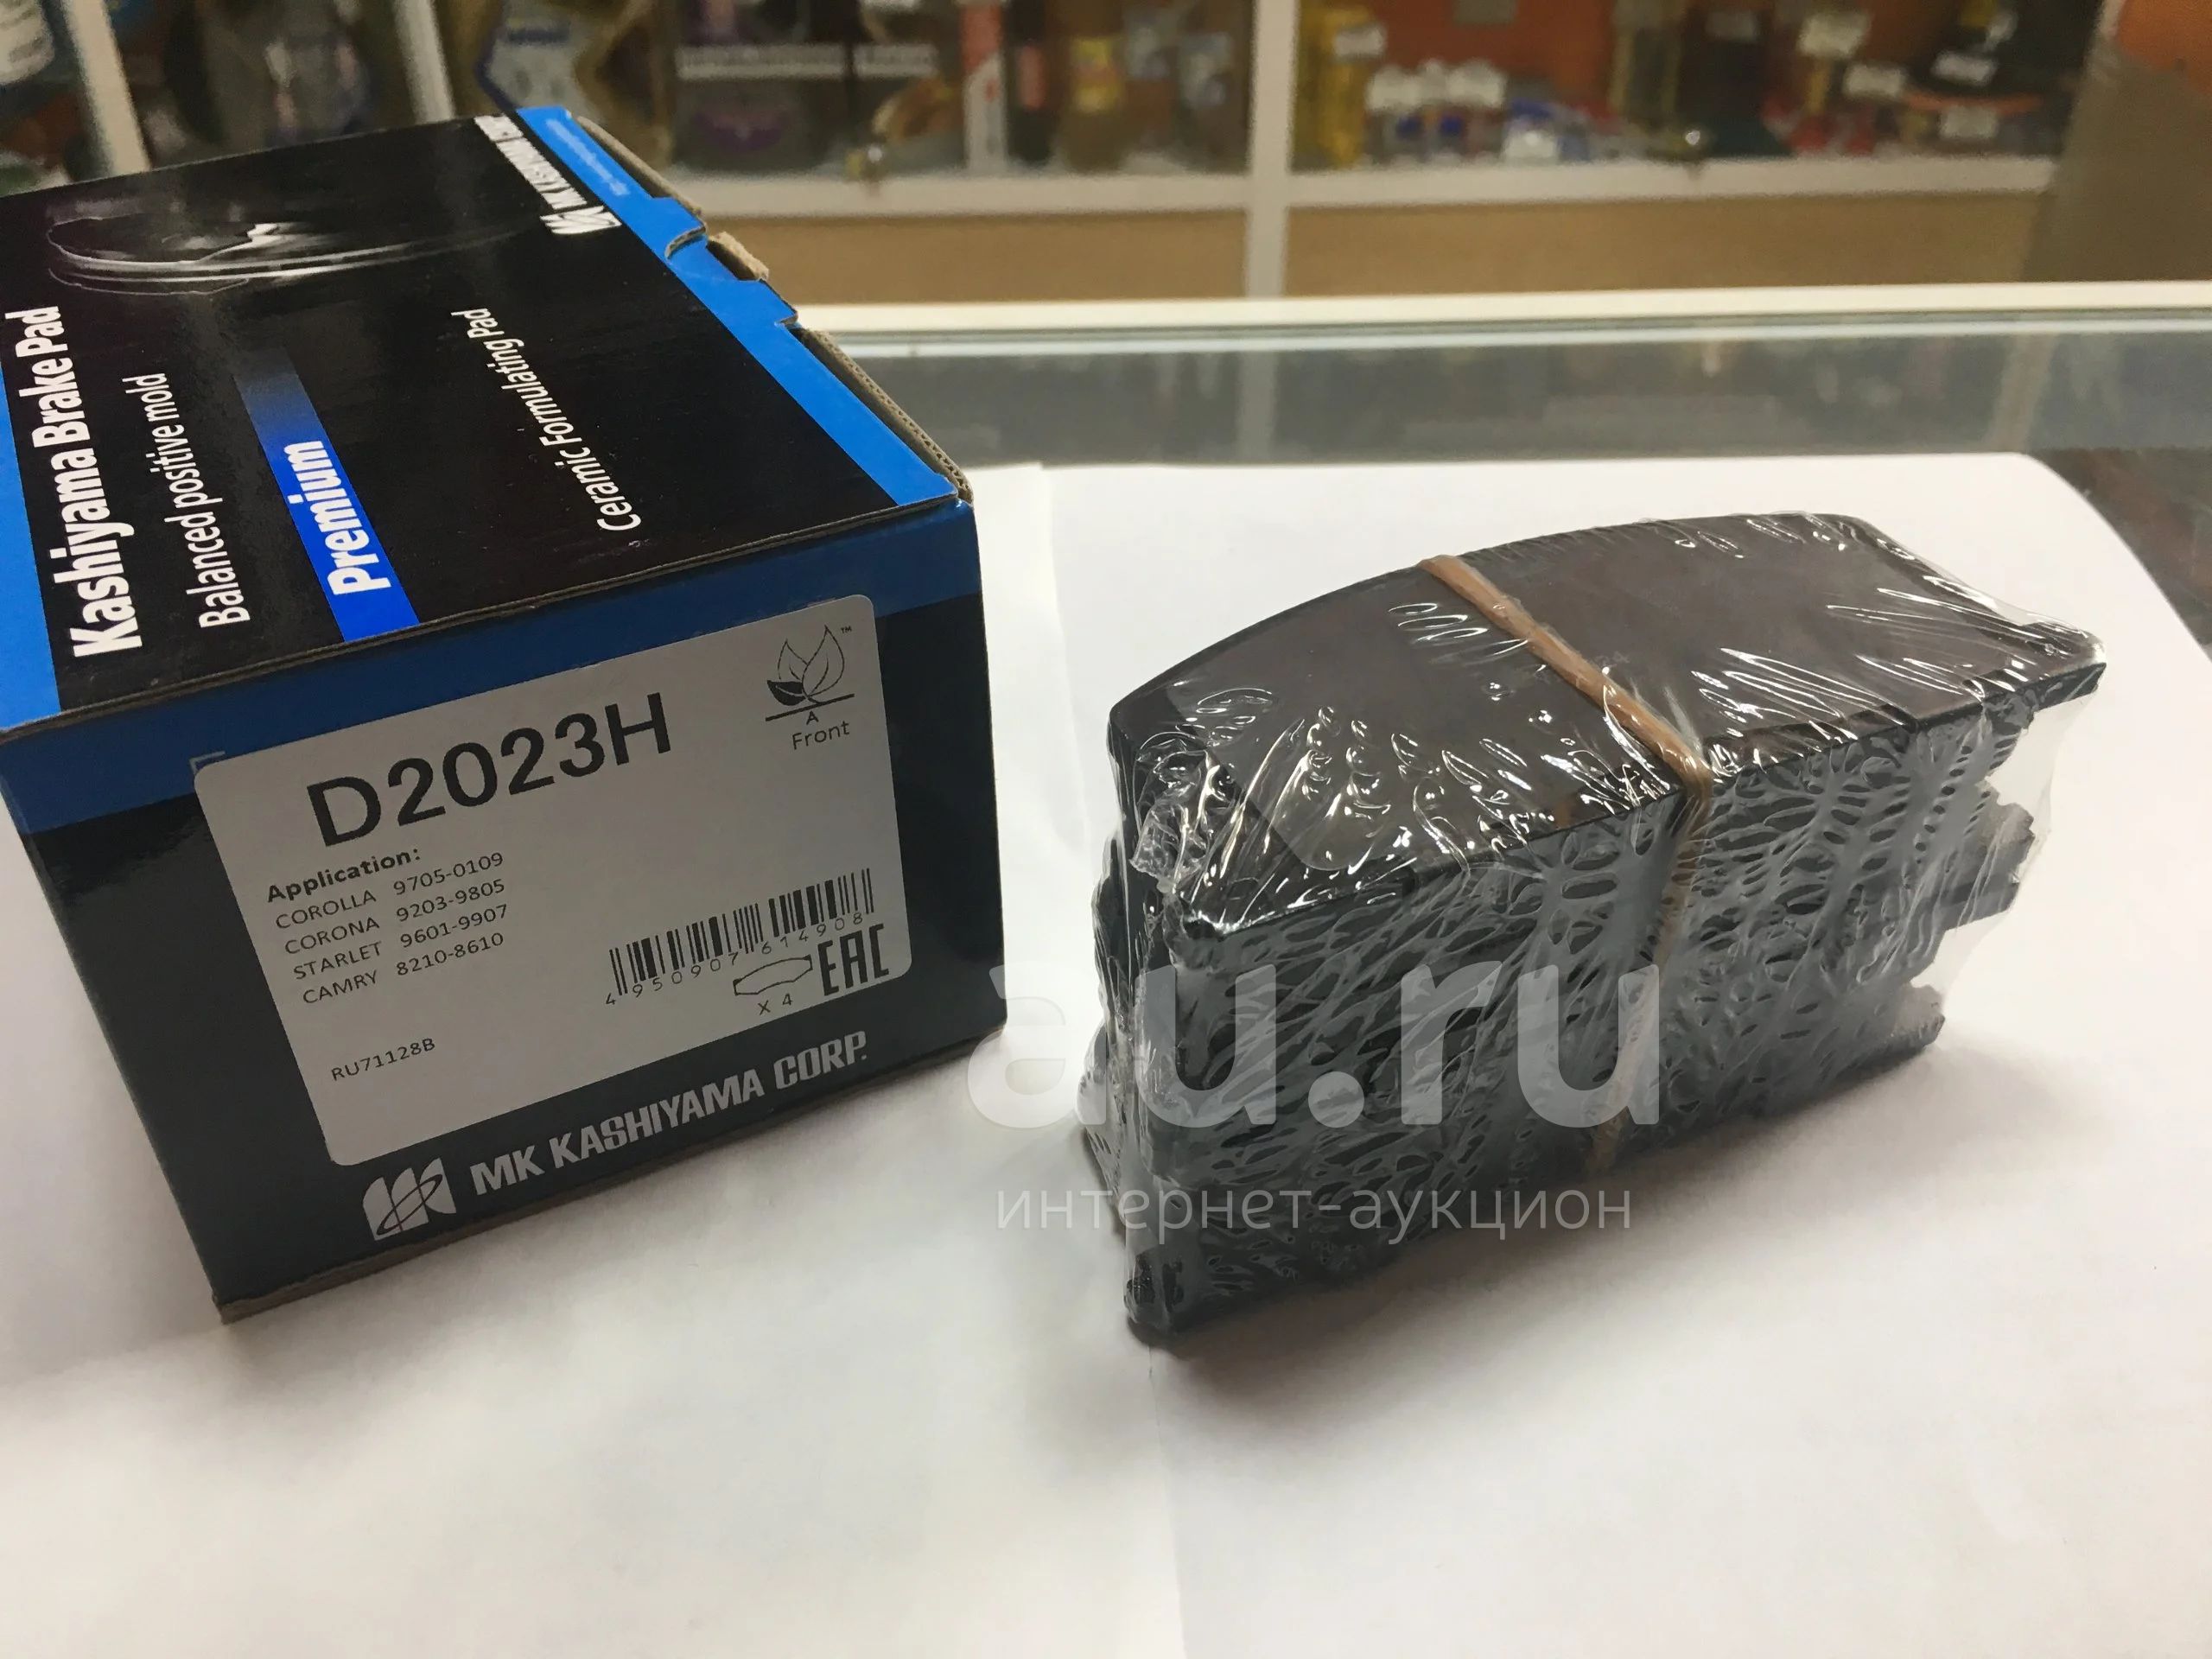 MK KASHIYAMA CORP.
Kashiyama Brake Pad
Balanced positive mold
Premium
Ceramic Formulating Pad
D2023H
TM
A
Front
Application:
COROLLA 9705-0109
CORONA 9203-9805
STARLET 9601-9907
CAMRY 8210-8610
4950907614908
X 4
EAC
RU71128B
MK KASHIYAMA CORP.
au.ru
интернет-аукцион